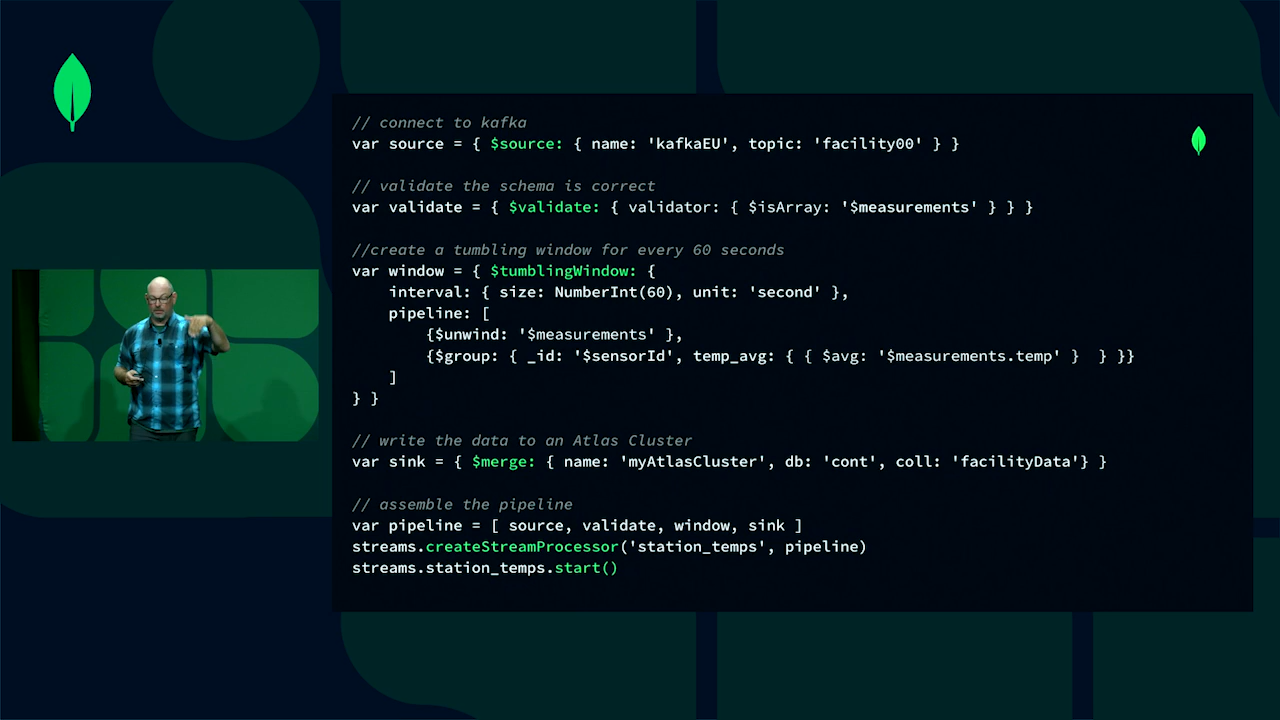 // connect to kafka
var source = { $source: { name: 'kafkaEU', topic: 'facility00' } }
// validate the schema is correct
var validate = { $validate: { validator: { $isArray: '$measurements' } } }
//create a tumbling window for every 60 seconds
var window = { $tumblingWindow: {
interval: { size: NumberInt(60), unit: 'second' },
pipeline: [
{$unwind: '$measurements' },
{$group: { _id: '$sensorId', temp_avg: { { $avg: '$measurements.temp' }  } }}
]
} }
// write the data to an Atlas Cluster
var sink = { $merge: { name: 'myAtlasCluster', db: 'cont', coll: 'facilityData'} }
// assemble the pipeline
var pipeline = [ source, validate, window, sink ]
streams.createStreamProcessor('station_temps', pipeline)
streams.station_temps.start()